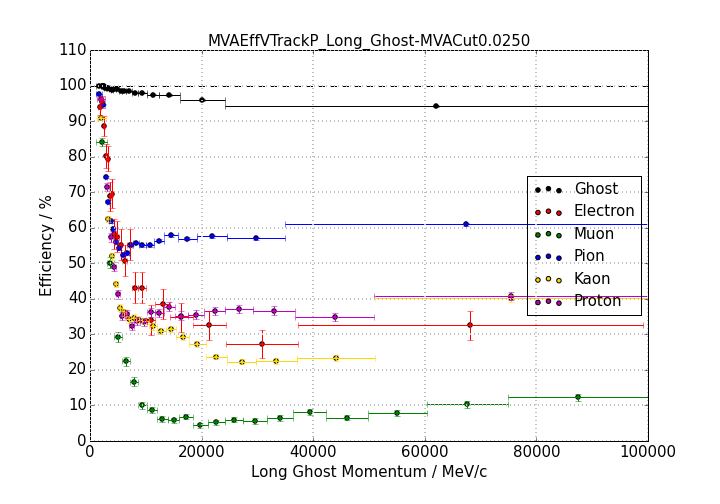 MVAEffVTrackP_Long_Ghost-MVACut0.0250
110
100
90
80
70
60
50
40
30
20
10
0
Efficiency / %
Ghost
Electron
Muon
Pion
Kaon
Proton
0 20000 40000 60000 80000 100000
Long Ghost Momentum / MeV/c